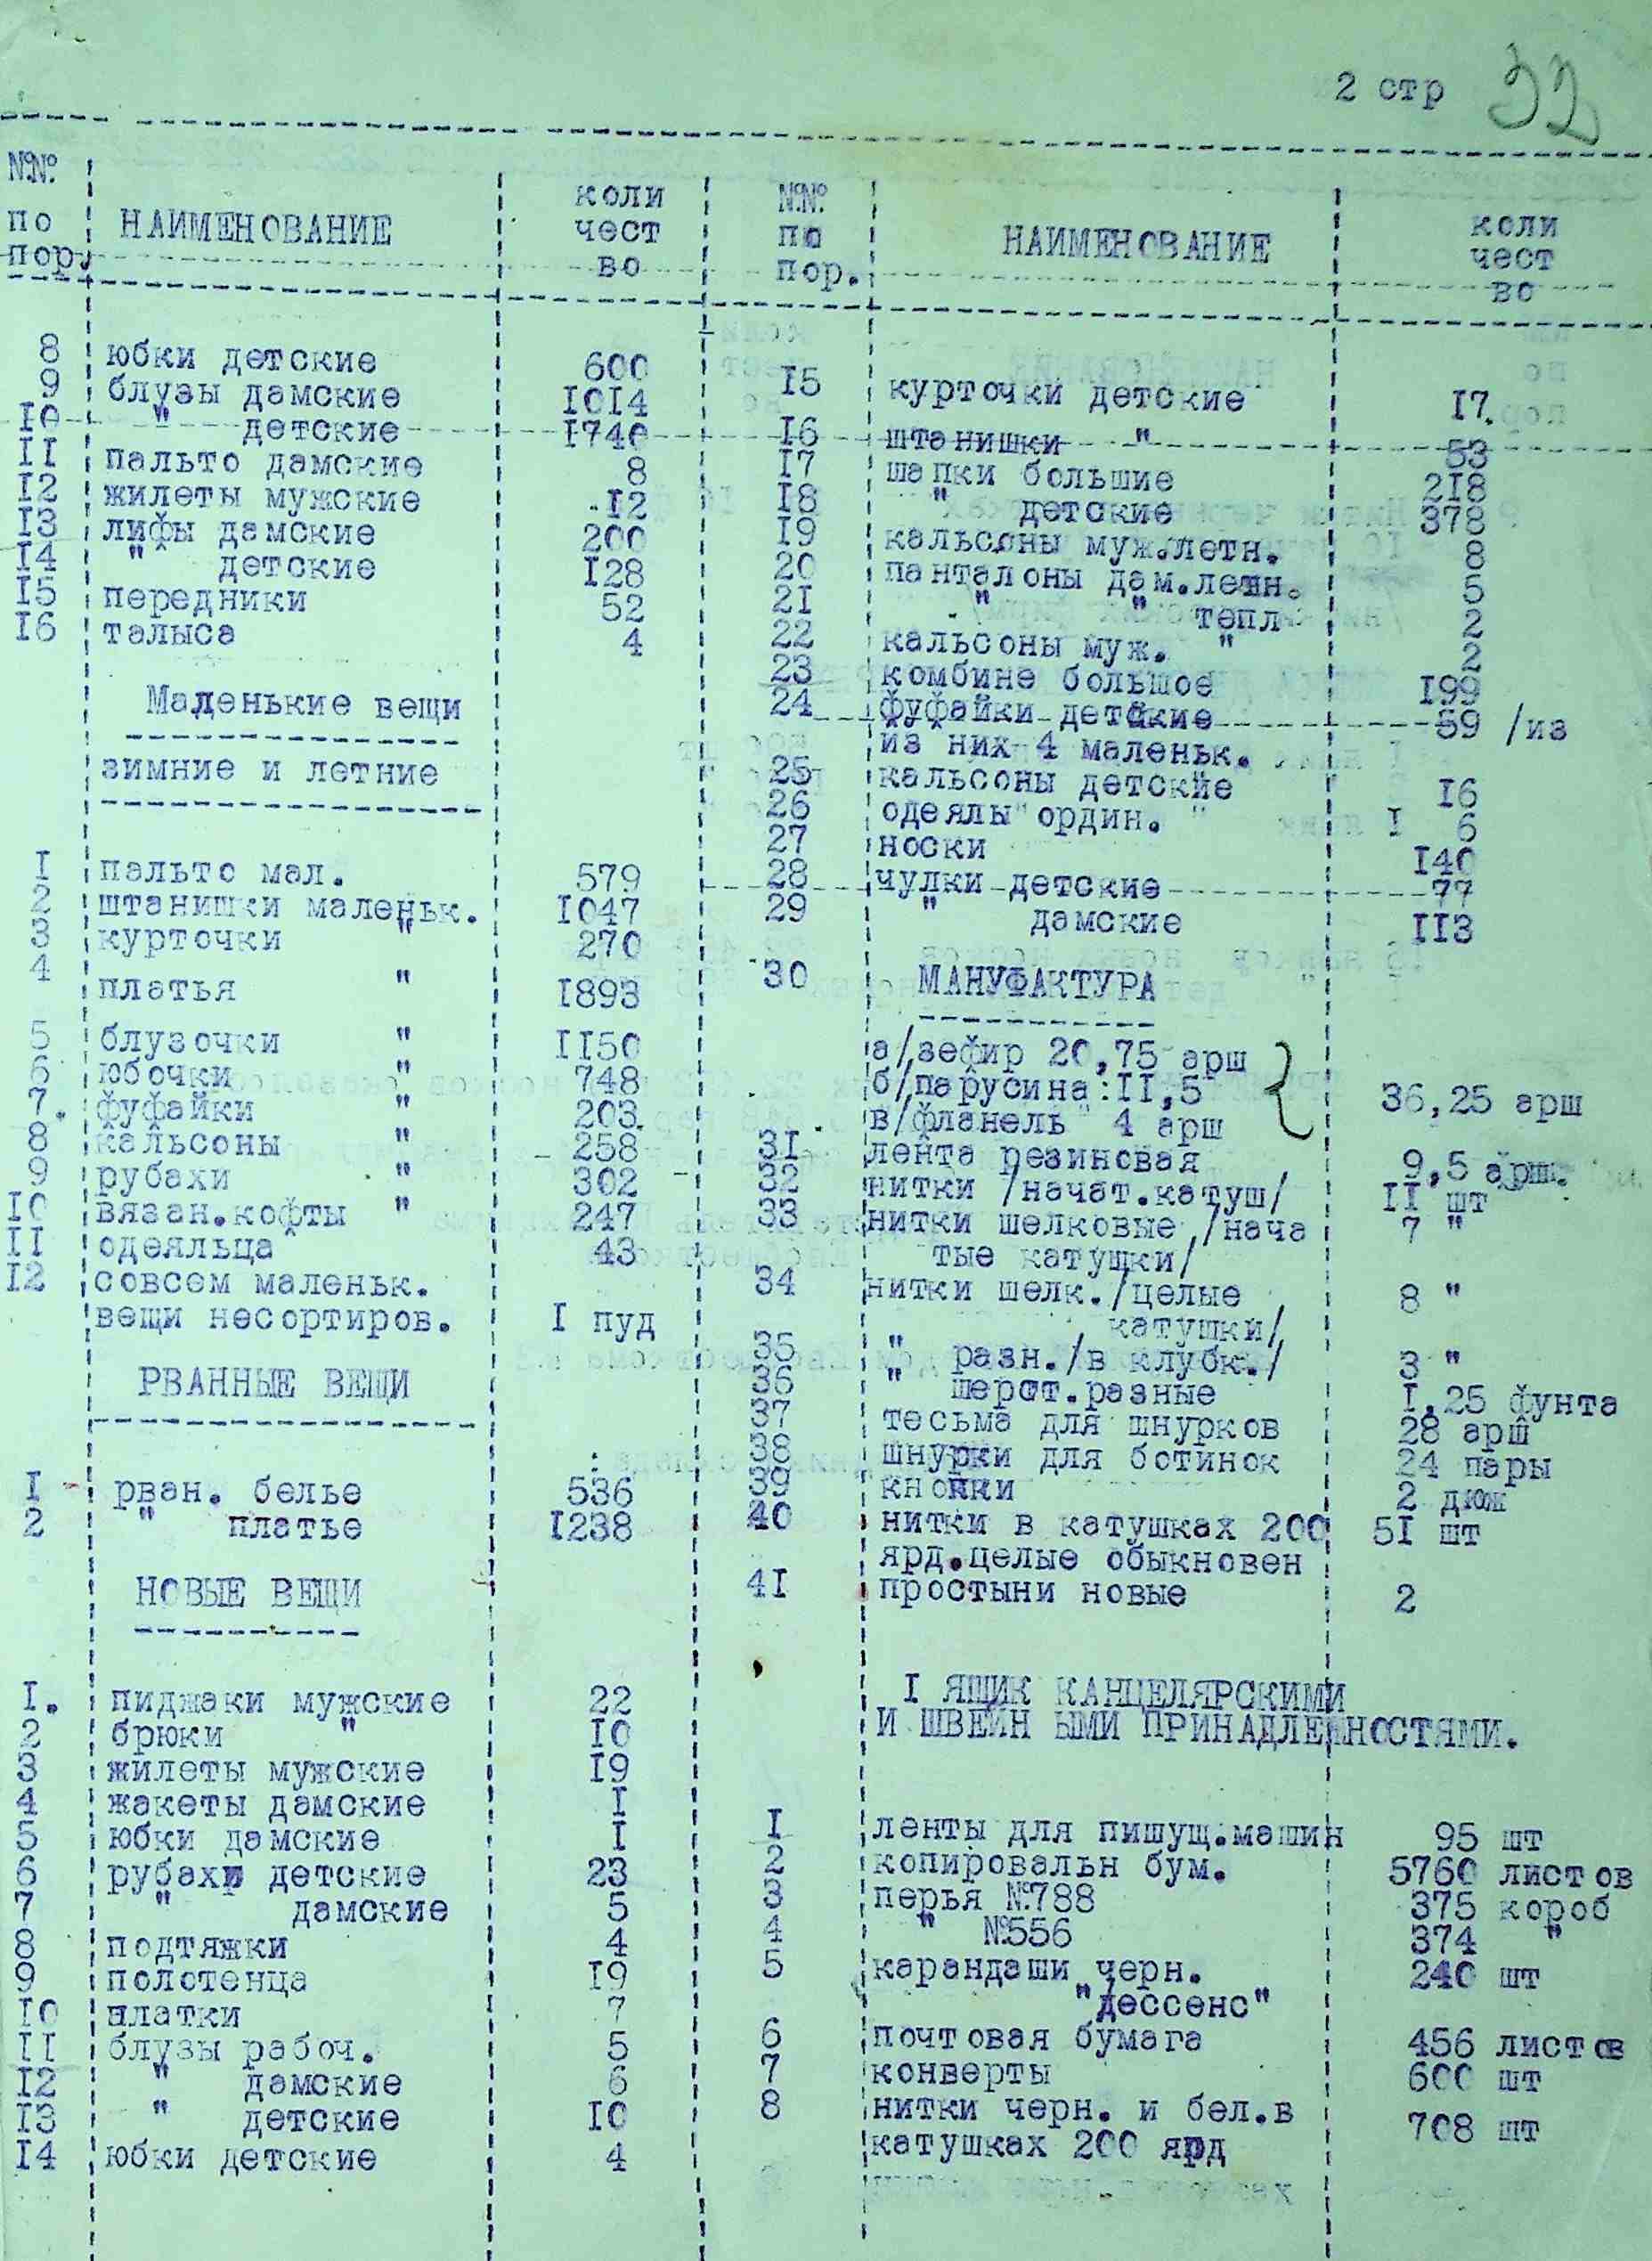 2 стр 32
№№ по пор.
НАИМЕНОВАНИЕ
коли чест во
№№ по пор.
НАИМЕНОВАНИЕ
коли чест во
8 юбки детские 600
9 блузы дамские 1014
10 " детские 1740
11 пальто дамские 8
12 жилеты мужские 12
13 лифы дамские 200
14 " детские 128
15 передники 52
16 талыса 4
Маленькие вещи
зимние и летние
1 пальто мал. 579
2 штанишки маленьк. 1047
3 курточки " 270
4 платья " 1893
5 блузочки " 1150
6 юбочки " 748
7. фуфайки " 203
8 кальсоны " 258
9 рубахи " 302
10 вязан.кофты " 247
11 одеяльца 43
12 совсем маленьк.
вещи несортиров. 1 пуд
РВАННЫЕ ВЕЩИ
1 рван. белье 536
2 " платье 1238
НОВЫЕ ВЕЩИ
1. пиджаки мужские 22
2 брюки " 10
3 жилеты мужские 19
4 жакеты дамские 1
5 юбки дамские 1
6 рубахи детские 23
7 " дамские 5
8 подтяжки 4
9 полотенца 19
10 платки 7
11 блузы рабоч. 5
12 " дамские 6
13 " детские 10
14 юбки детские 4
15 курточки детские 17
16 штанишки " 53
17 шапки большие 218
18 " детские 378
19 кальсоны муж.летн. 8
20 панталоны дам.летн. 5
21 " " тепл 2
22 кальсоны муж. " 2
23 комбине большое 199
24 фуфайки детские 59 /из
из них 4 маленьк.
25 кальсоны детские 16
26 одеялы ордин. " 6
27 носки 140
28 чулки детские 77
29 " дамские 113
30 МАНУФАКТУРА
а/зефир 20,75 арш
б/парусина:11,5 36,25 арш
в/фланель 4 арш
31 лента резиновая 9,5 арш.
32 нитки /начат.катуш/ 11 шт
33 нитки шелковые /нача 7 "
тые катушки/
34 нитки шелк./целые 8 "
катушки/
35 " разн./в клубк./ 3 "
36 " шерст.разные 1,25 фунта
37 тесьма для шнурков 28 арш
38 шнурки для ботинок 24 пары
39 кнопки 2 дюж
40 нитки в катушках 200 51 шт
ярд.целые обыкновен
41 простыни новые 2
1 ЯЩИК КАНЦЕЛЯРСКИМИ
И ШВЕЙН ЫМИ ПРИНАДЛЕЖНОСТЯМИ.
1 ленты для пишущ.машин 95 шт
2 копировальн бум. 5760 листов
3 перья №788 375 короб
4 " №556 374 "
5 карандаши черн. 240 шт
"дессенс"
6 почтовая бумага 456 листов
7 конверты 600 шт
8 нитки черн. и бел.в 708 шт
катушках 200 ярд